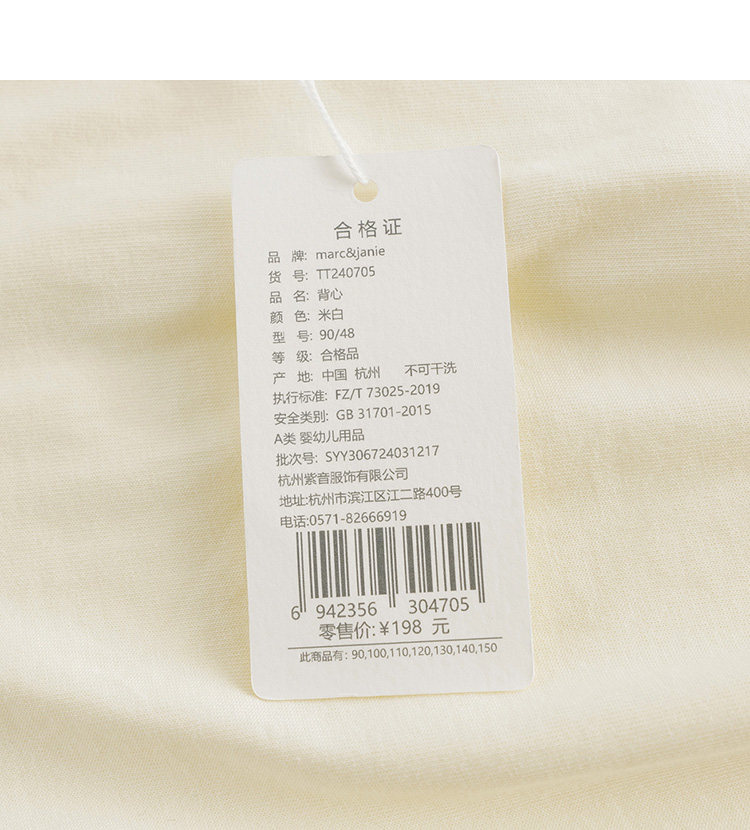 合格证
品 牌: marc&janie
货 号: TT240705
品 名: 背心
颜 色: 米白
型 号: 90/48
等 级: 合格品
产 地: 中国 杭州 不可干洗
执行标准: FZ/T 73025-2019
安全类别: GB 31701-2015
A类 婴幼儿用品
批次号: SYY306724031217
杭州紫音服饰有限公司
地址:杭州市滨江区江二路400号
电话:0571-82666919
6 942356 304705
零售价:¥198 元
此商品有: 90,100,110,120,130,140,150